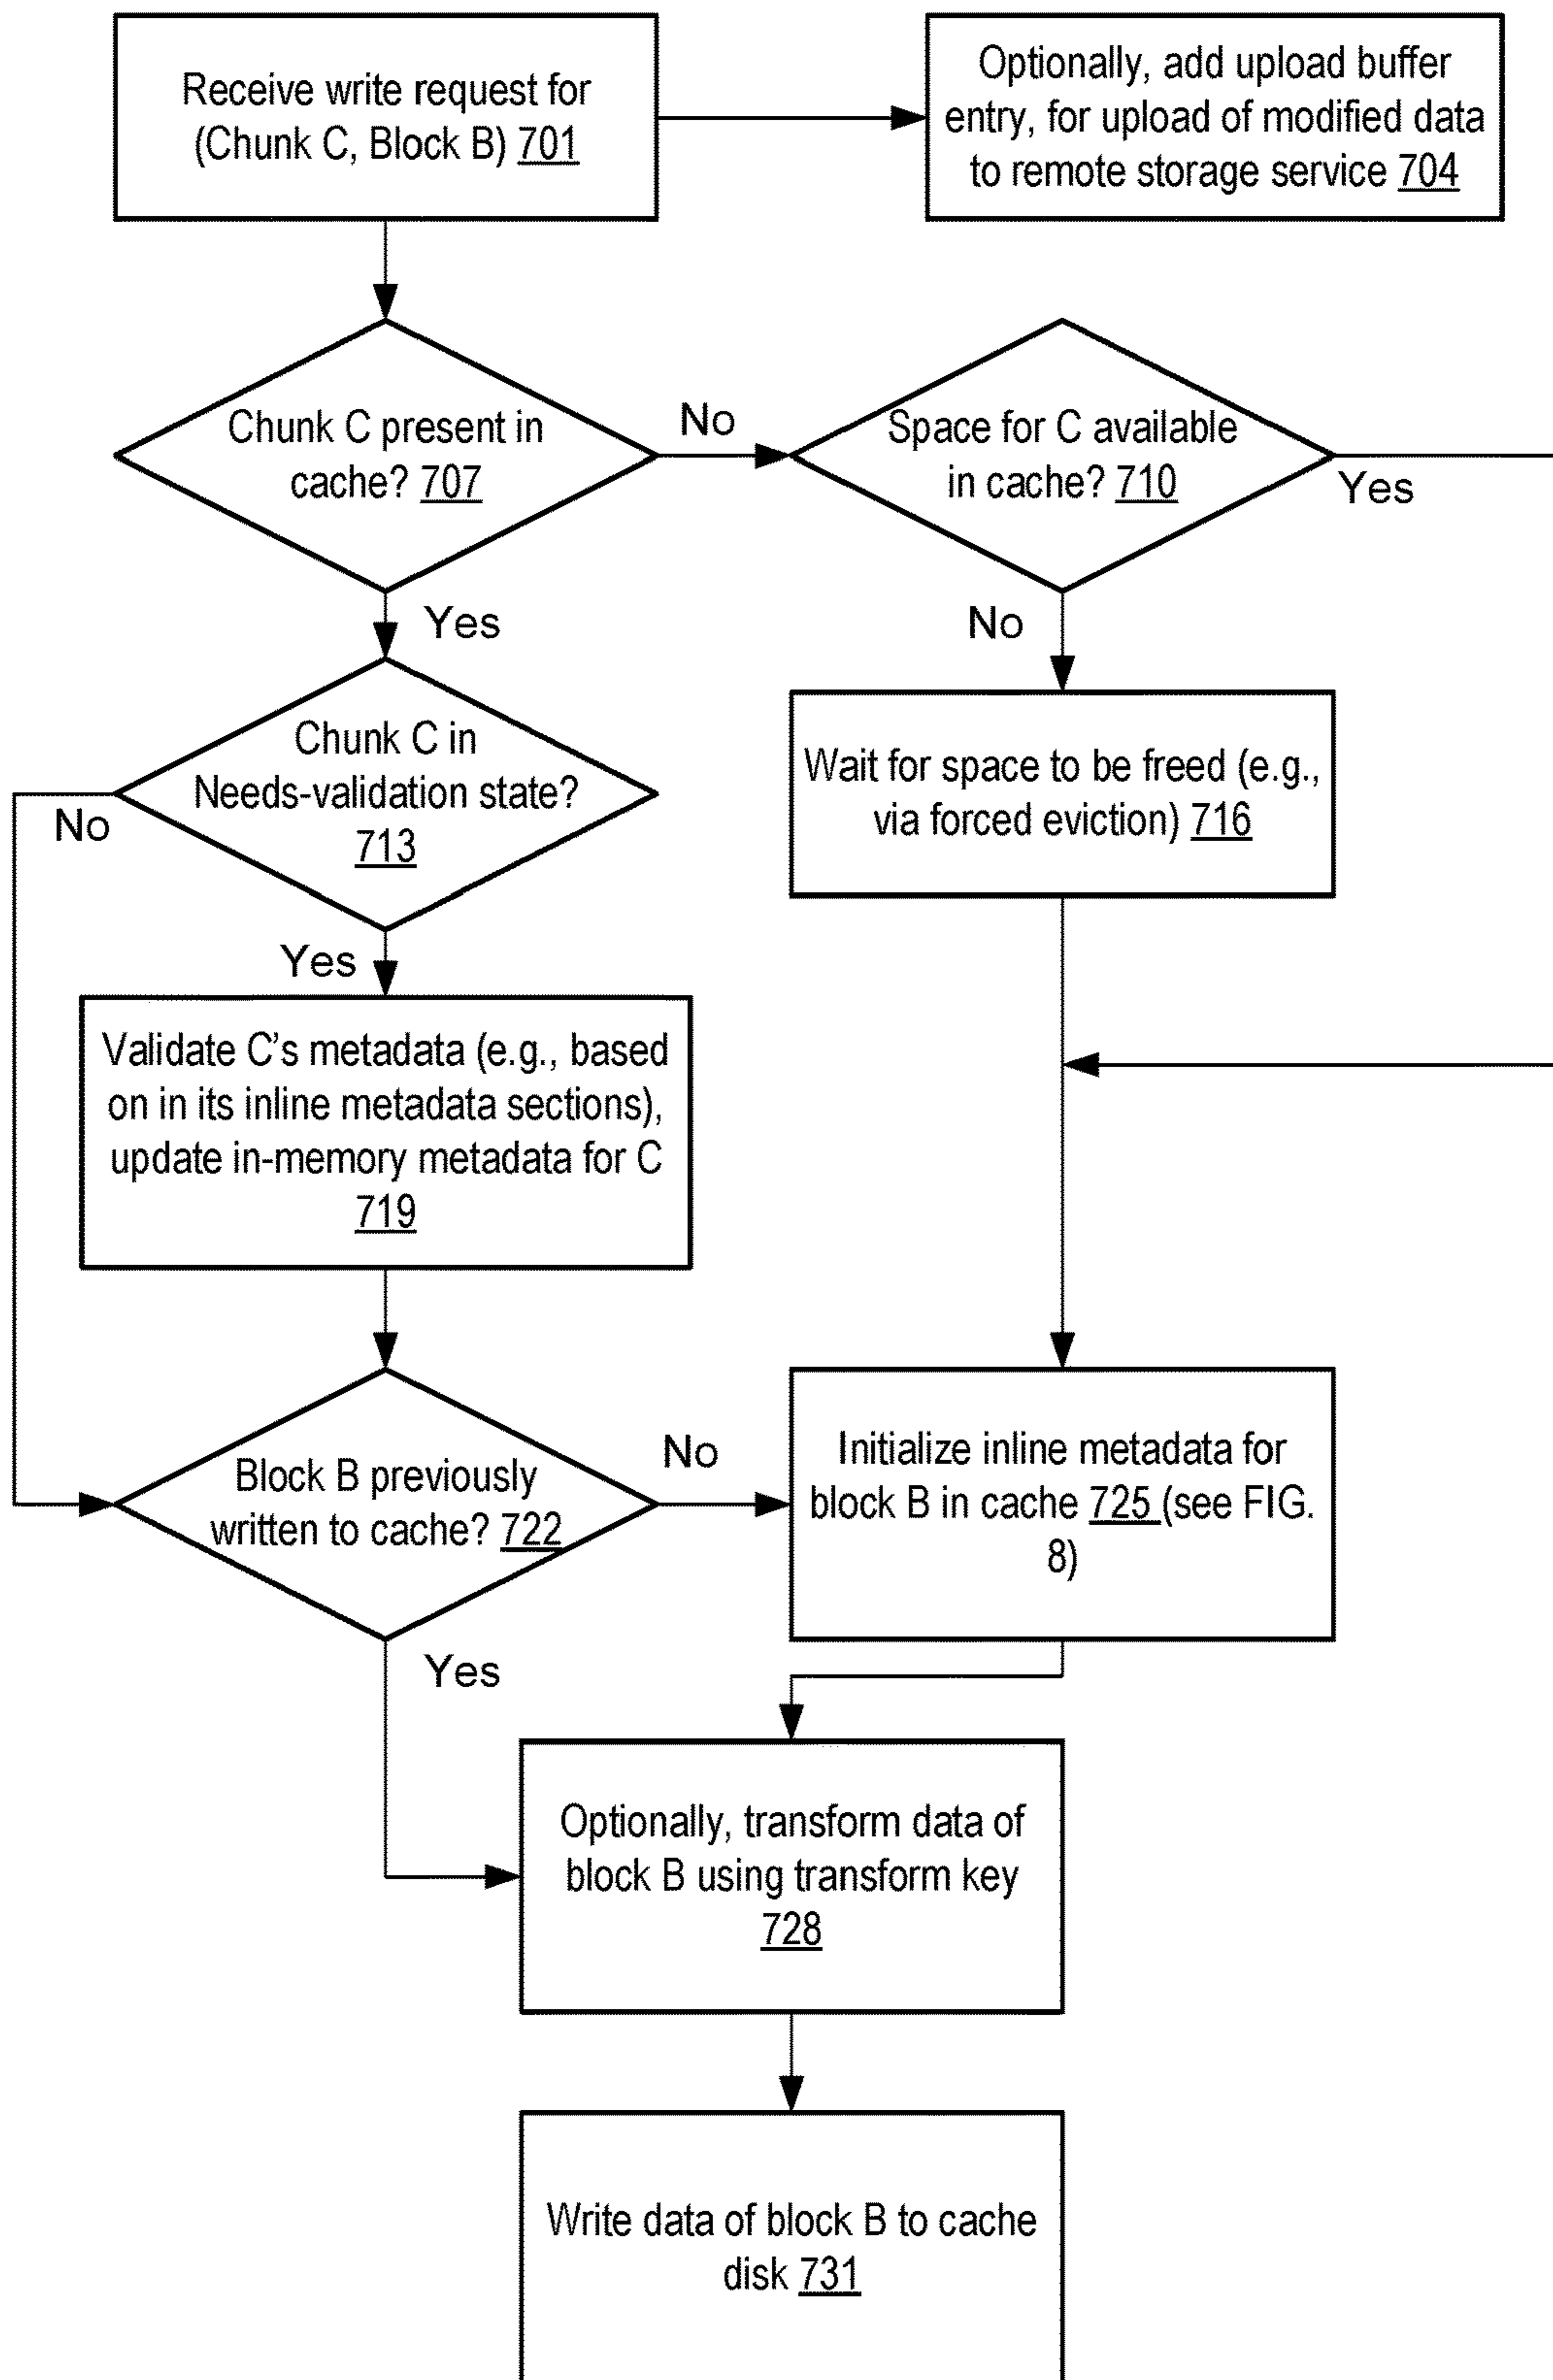 Receive write request for
(Chunk C, Block B) 701
Optionally, add upload buffer
entry, for upload of modified data
to remote storage service 704
Chunk C present in
cache? 707
No
Space for C available
in cache? 710
Yes
Yes
No
Chunk C in
Needs-validation state?
713
No
Wait for space to be freed (e.g.,
via forced eviction) 716
Yes
Validate C’s metadata (e.g., based
on in its inline metadata sections),
update in-memory metadata for C
719
Block B previously
written to cache? 722
No
Initialize inline metadata for
block B in cache 725 (see FIG.
8)
Yes
Optionally, transform data of
block B using transform key
728
Write data of block B to cache
disk 731